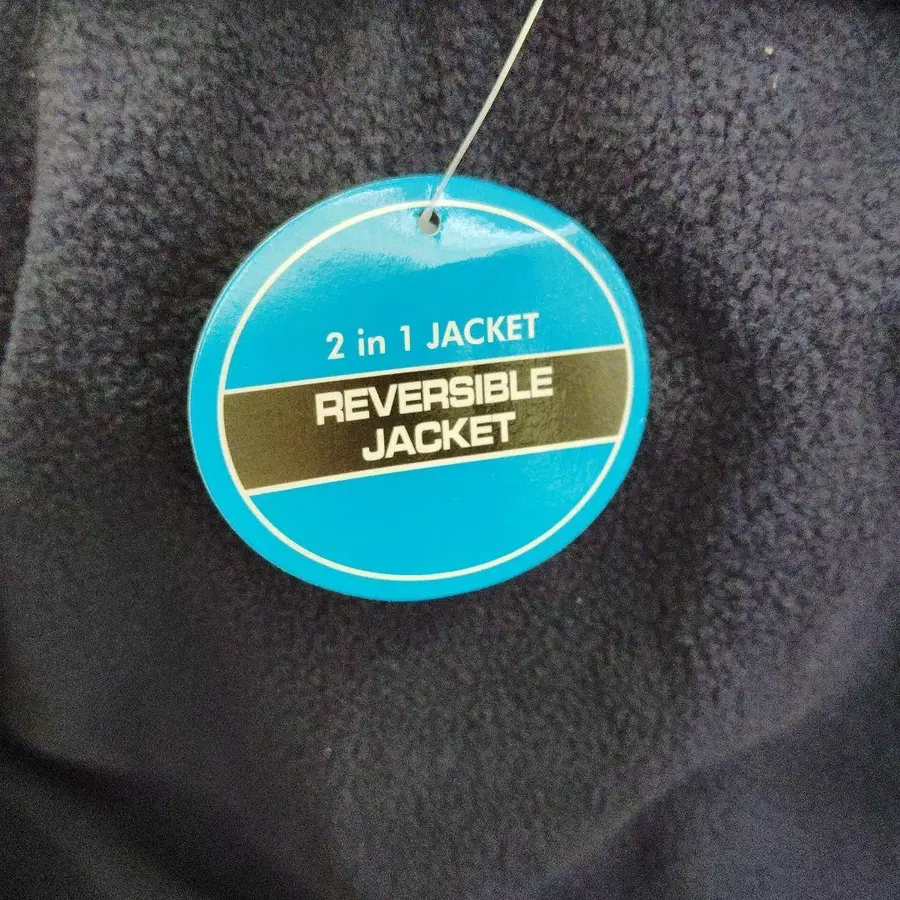 2 in 1 JACKET
REVERSIBLE
JACKET